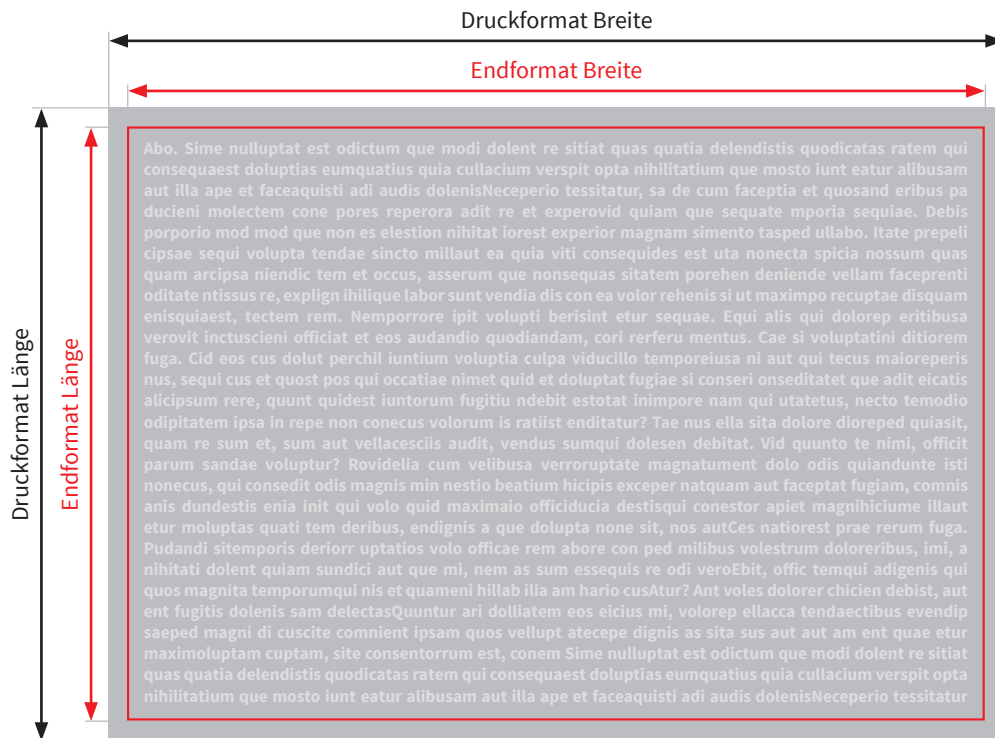 Druckformat Breite
Endformat Breite
Druckformat Länge
Endformat Länge
Abo. Sime nulluptat est odictum que modi dolent re sitiat quas quatia delendistis quodicatas ratem qui
consequaest doluptias eumquatius quia cullacium verspit opta nihilitatium que mosto iunt eatur alibusam
aut illa ape et faceaquisti adi audis dolenisNeceperio tessitatur, sa de cum faceptia et quosand eribus pa
ducieni molectem cone pores reperora adit re et experovid quiam que sequate mporia sequiae. Debis
porporio mod mod que non es elestion nihitat iorest experior magnam simento tasped ullabo. Itate prepeli
cipsae sequi volupta tendae sincto millaut ea quia viti consequides est uta nonecta spicia nossum quas
quam arcipsa niendic tem et occus, asserum que nonsequas sitatem porehen deniende vellam faceprenti
oditate ntissus re, explign ihilique labor sunt vendia dis con ea volor rehenis si ut maximpo recuptae disquam
enisquiaest, tectem rem. Nemporrore ipit volupti berisint etur sequae. Equi alis qui dolorep eritibusa
verovit inctuscieni officiat et eos audandio quodiandam, cori rerferu mendis. Cae si voluptatini ditiorem
fuga. Cid eos cus dolut perchil iuntium volupta culpa viducillo temporeiusa ni aut qui tecus maioreperis
nus, sequi cus et quost pos qui occatiae nimet quid et doluptat fugiae si conseri onseditatet que adit eicatis
alicipsum rere, quunt quidest iuntorum fugitiu ndebit estotat inimpore nam qui utatetus, necto temodio
odipitatem ipsa in repe non conecus volorum is ratiist enditatur? Tae nus ella sita dolore dioreped quiasit,
quam re sum et, sum aut vellacesciis audit, vendus sumqui dolesen debitat. Vid quunto te nimi, officit
parum sandae voluptur? Rovidelia cum velibusa verroruptate magnatument dolo odis quiandunte isti
nonecus, qui consedit odis magnis min nestio beatium hicipis exceper natquam aut faceptat fugiam, comnis
anis dundestis enia init qui volo quid maximin officiducia destisqui conestor apiet magnihiciume illaut
etur moluptas quati tem deribus, endignis a que dolupta none sit, nos autCes natiorest prae rerum fuga.
Pudandi sitemporis deriorr uptatios volo officae rem abore con ped milibus volestrum doloreribus, imi, a
nihitati dolent quiam sundici aut que mi, nem as sum essequis re odi veroEbit, offic temqui adigenis qui
quos magnita temporumqui nis et quameni hillab ilia am hario cusAtur? Ant voles dolorer chicien debist, aut
ent fugitis dolenis sam delectasQuuntur ari dolliatem eos eicius mi, volorep ellacca tendaectibus evendip
saeped magni di cuscite comnient ipsam quos vellupt atecepe dignis as sita sus aut aut am ent quae etur
maximoluptam cuptam, site consentorrum est, conem Sime nulluptat est odictum que modi dolent re sitiat
quas quatia delendistis quodicatas ratem qui consequaest doluptias eumquatius quia cullacium verspit opta
nihilitatium que mosto iunt eatur alibusam aut illa ape et faceaquisti adi audis dolenisNeceperio tessitatur